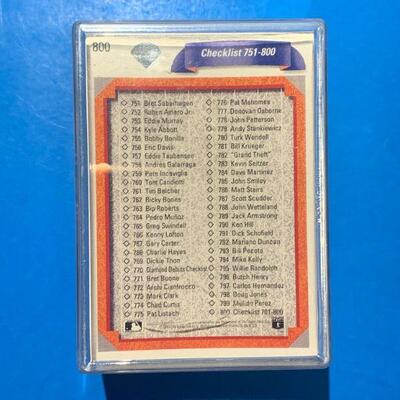 800
Checklist 751-800
751 Bret Saberhagen
752 Ruben Amaro Jr.
753 Eddie Murray
754 Kyle Abbott
755 Bobby Bonilla
756 Eric Davis
757 Eddie Taubensee
758 Andres Galarraga
759 Pete Incaviglia
760 Tom Candiotti
761 Tim Belcher
762 Ricky Bones
763 Bip Roberts
764 Pedro Muñoz
765 Greg Swindell
766 Kenny Lofton
767 Gary Carter
768 Charlie Hayes
769 Dickie Thon
770 Diamond Debuts Checklist
771 Bret Boone
772 Archi Cianfrocco
773 Mark Clark
774 Chad Curtis
775 Pat Listach
776 Pat Mahomes
777 Donovan Osborne
778 John Patterson
779 Andy Stankiewicz
780 Turk Wendell
781 Bill Krueger
782 "Grand Theft"
783 Kevin Seitzer
784 Dave Martinez
785 John Smiley
786 Matt Stairs
787 Scott Scudder
788 John Wetteland
789 Jack Armstrong
790 Ken Hill
791 Dick Schofield
792 Mariano Duncan
793 Bill Pecota
794 Mike Kelly
795 Willie Randolph
796 Butch Henry
797 Carlos Hernandez
798 Doug Jones
799 Melido Perez
800 Checklist 701-800